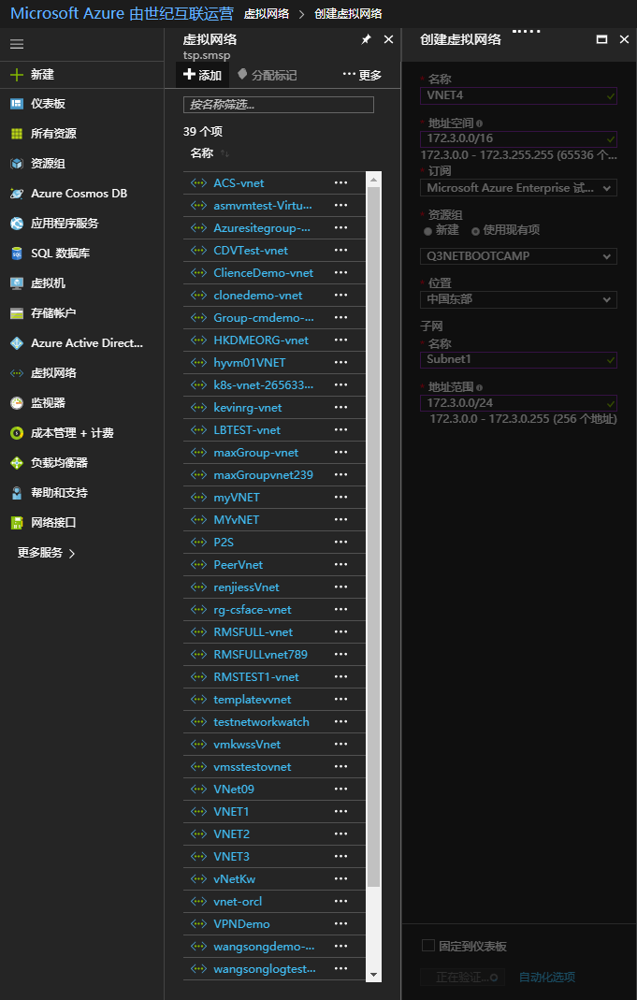 Microsoft Azure 由世纪互联运营 虚拟网络 > 创建虚拟网络
新建
仪表板
所有资源
资源组
Azure Cosmos DB
应用程序服务
SQL 数据库
虚拟机
存储帐户
Azure Active Direct...
虚拟网络
监视器
成本管理 + 计费
负载均衡器
帮助和支持
网络接口
更多服务 >
虚拟网络
tsp.smsp
添加 分配标记 更多
按名称筛选...
39 个项
名称
ACS-vnet
asmvmtest-Virtu...
Azuresitegroup-...
CDVTest-vnet
ClienceDemo-vnet
clonedemo-vnet
Group-cmdemo-...
HKDMEORG-vnet
hyvm01VNET
k8s-vnet-265633...
kevinrg-vnet
LBTEST-vnet
maxGroup-vnet
maxGroupvnet239
myVNET
MYvNET
P2S
PeerVnet
renjiessVnet
rg-csface-vnet
RMSFULL-vnet
RMSFULLvnet789
RMSTEST1-vnet
templatevvnet
testnetworkwatch
vmkwssVnet
vmsstestovnet
VNet09
VNET1
VNET2
VNET3
vNetKw
vnet-orcl
VPNDemo
wangsongdemo-...
wangsonglogtest...
创建虚拟网络
* 名称
VNET4
* 地址空间
172.3.0.0/16
172.3.0.0 - 172.3.255.255 (65536 个...
* 订阅
Microsoft Azure Enterprise 试...
* 资源组
新建 使用现有项
Q3NETBOOTCAMP
* 位置
中国东部
子网
* 名称
Subnet1
* 地址范围
172.3.0.0/24
172.3.0.0 - 172.3.0.255 (256 个地址)
固定到仪表板
正在验证... 自动化选项